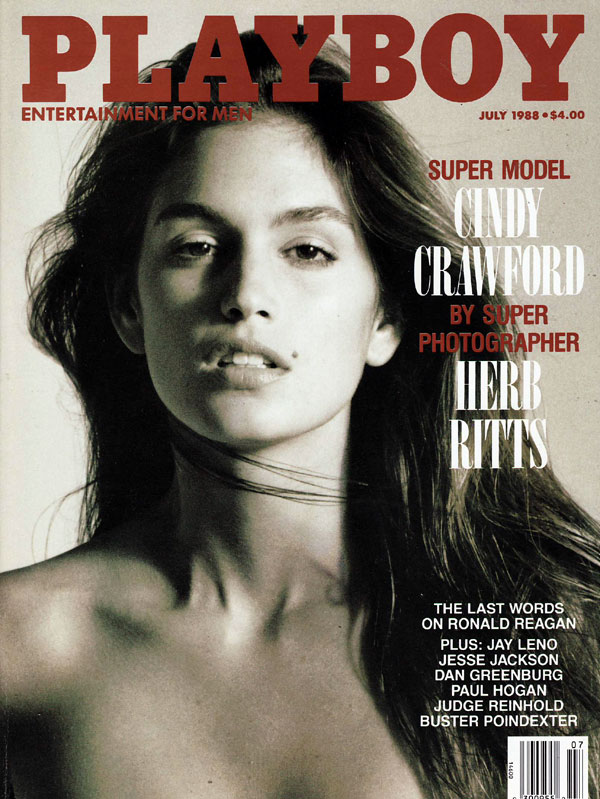 PLAYBOY
ENTERTAINMENT FOR MEN
JULY 1988 • $4.00
SUPER MODEL
CINDY
CRAWFORD
BY SUPER
PHOTOGRAPHER
HERB
RITTS
THE LAST WORDS
ON RONALD REAGAN
PLUS: JAY LENO
JESSE JACKSON
DAN GREENBURG
PAUL HOGAN
JUDGE REINHOLD
BUSTER POINDEXTER
07
14400